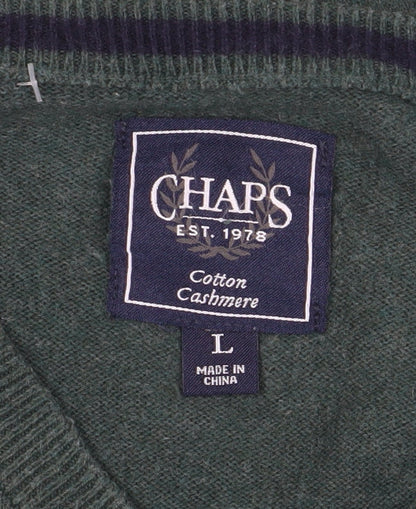 CHAPS
EST. 1978
Cotton
Cashmere
L
MADE IN
CHINA